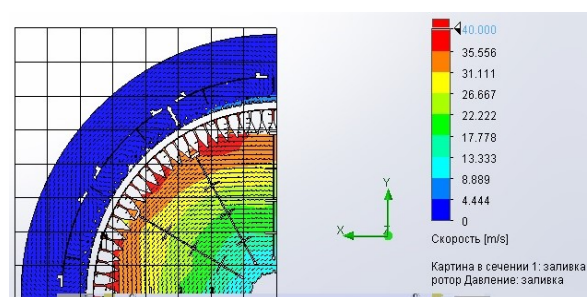 40.000
35.556
31.111
26.667
22.222
17.778
13.333
8.889
4.444
0
Скорость [m/s]
Картина в сечении 1: заливка
ротор Давление: заливка
Y
X
Z